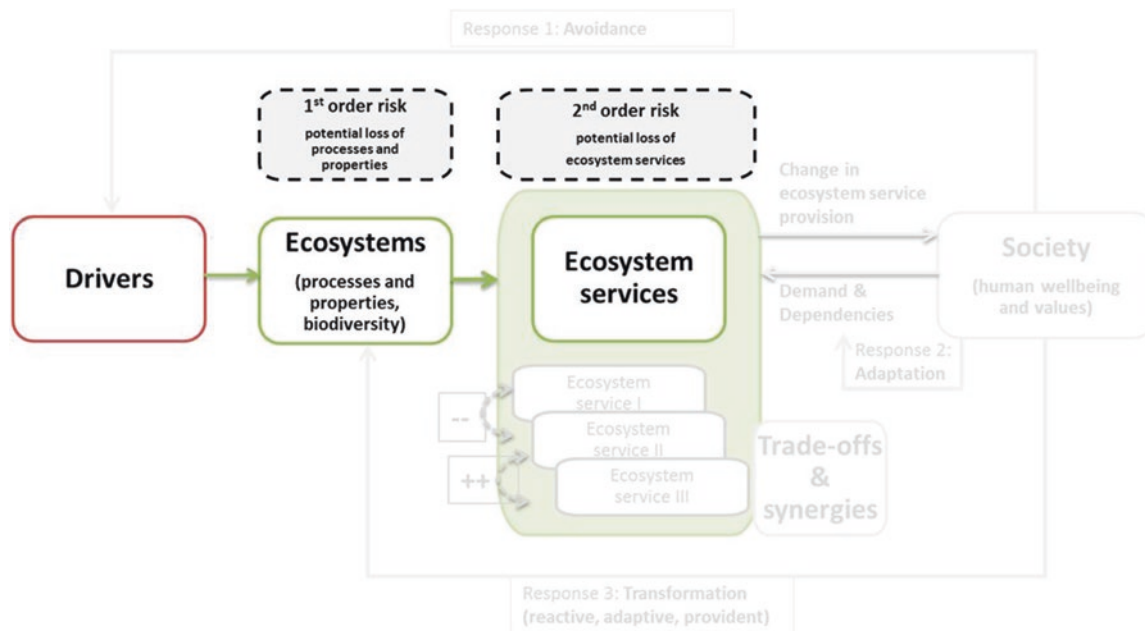 Response 1: Avoidance
1st order risk
potential loss of
processes and
properties
2nd order risk
potential loss of
ecosystem services
Change in
ecosystem service
provision
Drivers
Ecosystems
(processes and
properties,
biodiversity)
Ecosystem
services
Society
(human wellbeing
and values)
Demand &
Dependencies
Response 2:
Adaptation
Ecosystem
service I
--
Ecosystem
service II
++
Ecosystem
service III
Trade-offs
&
synergies
Response 3: Transformation
(reactive, adaptive, provident)